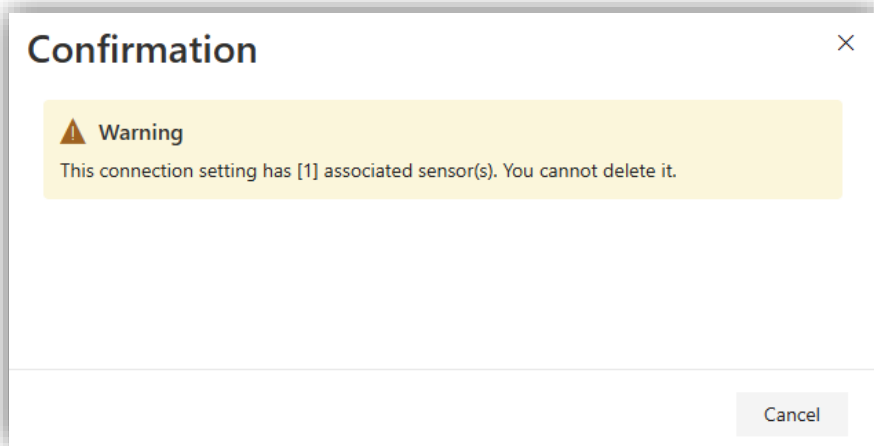 Confirmation
Warning
This connection setting has [1] associated sensor(s). You cannot delete it.
Cancel